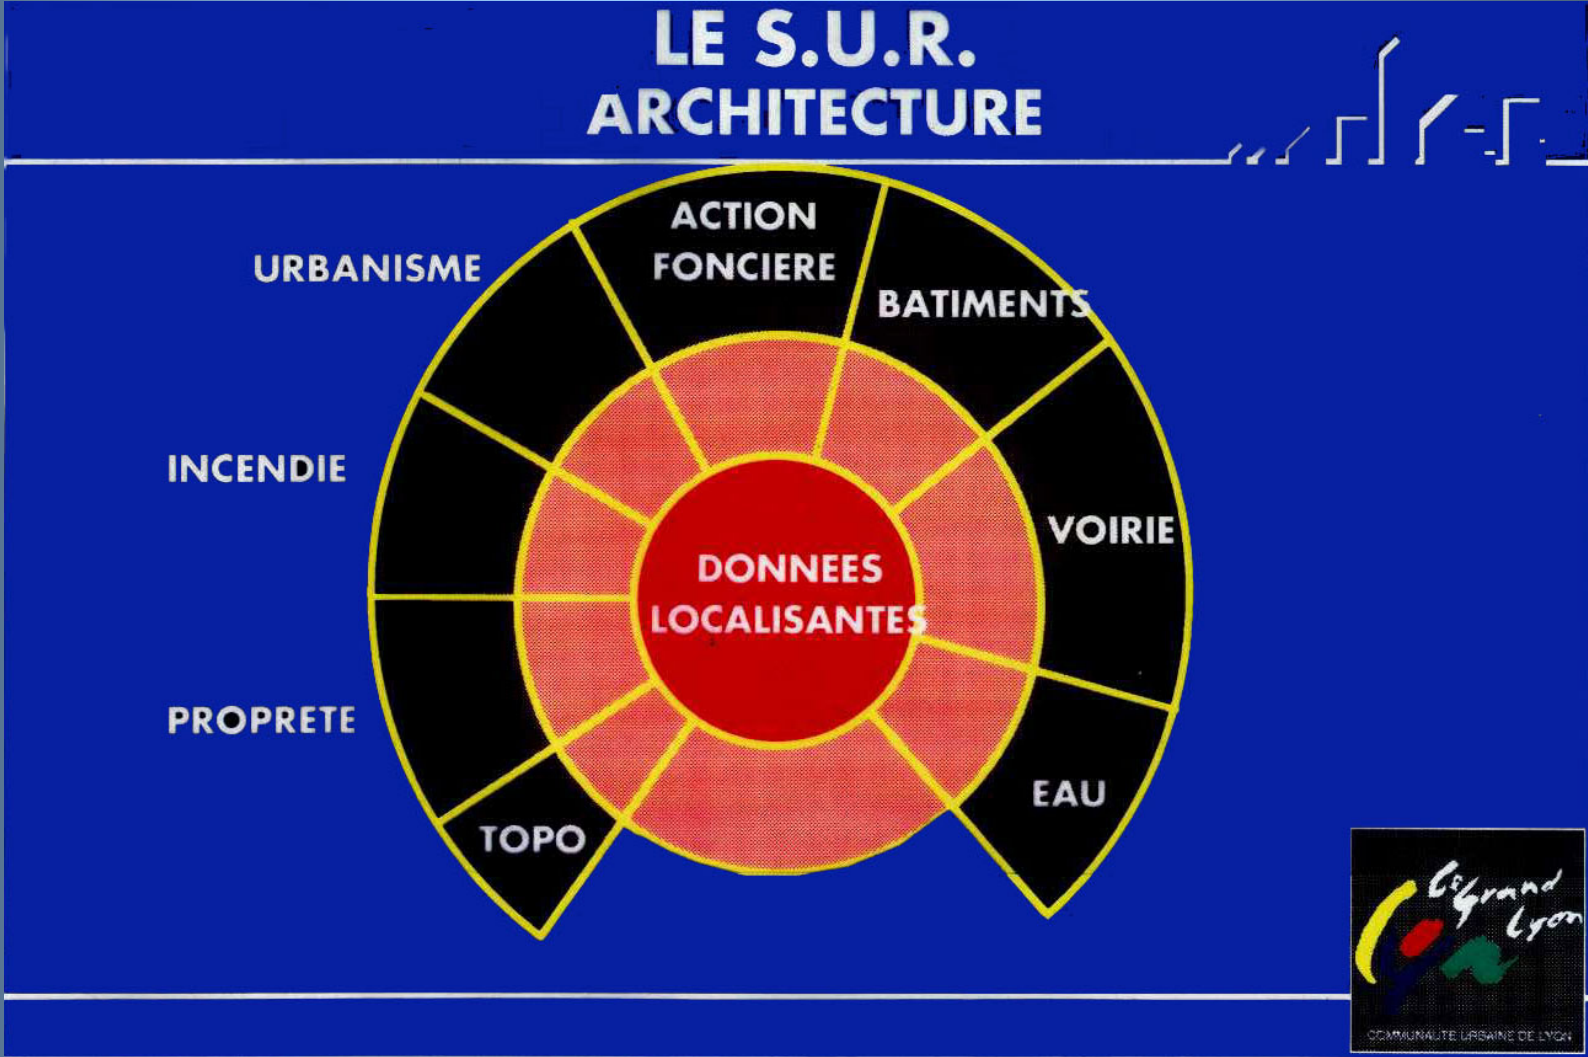 LE S.U.R.
ARCHITECTURE
ACTION
FONCIERE
URBANISME
BATIMENTS
INCENDIE
VOIRIE
DONNEES
LOCALISANTES
PROPRETE
EAU
TOPO
Le Grand
Lyon
COMMUNAUTE URBAINE DE LYON